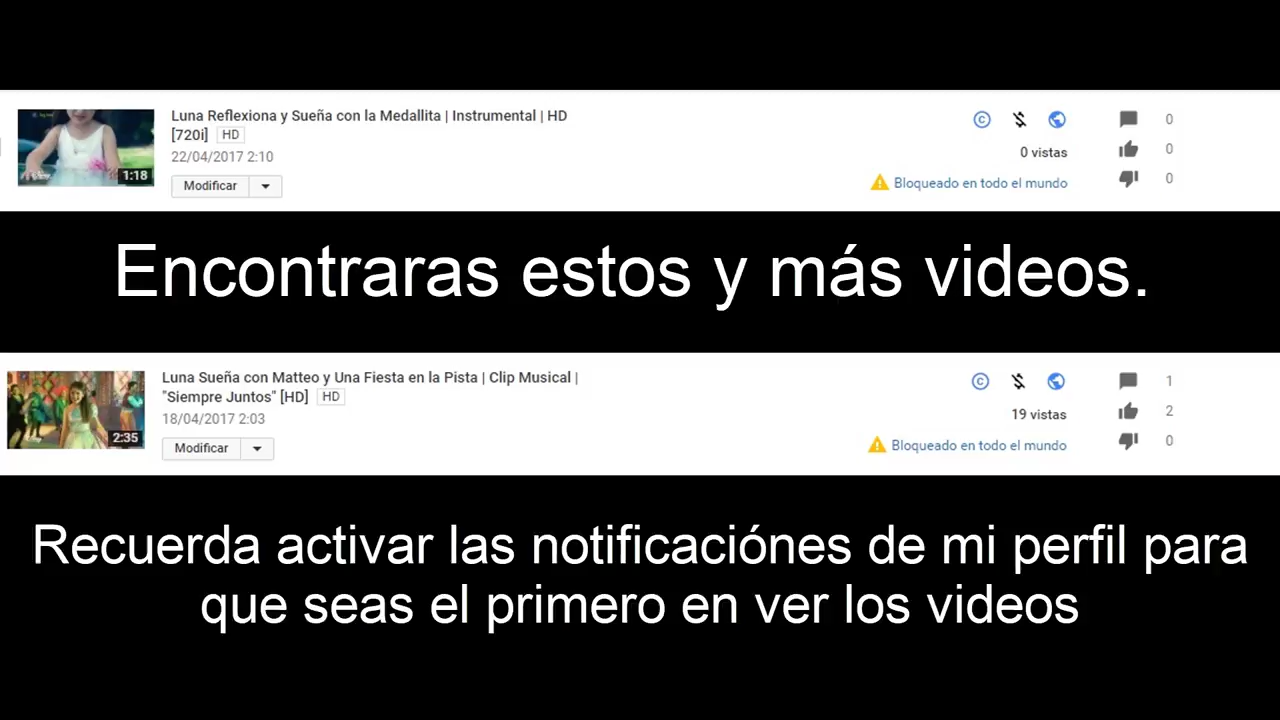 Luna Reflexiona y Sueña con la Medallita | Instrumental | HD
[720i] HD
22/04/2017 2:10
1:18
Modificar
0 vistas
Bloqueado en todo el mundo
0
0
0
Encontraras estos y más videos.
Luna Sueña con Matteo y Una Fiesta en la Pista | Clip Musical |
"Siempre Juntos" [HD] HD
18/04/2017 2:03
2:35
Modificar
19 vistas
Bloqueado en todo el mundo
1
2
0
Recuerda activar las notificaciónes de mi perfil para
que seas el primero en ver los videos